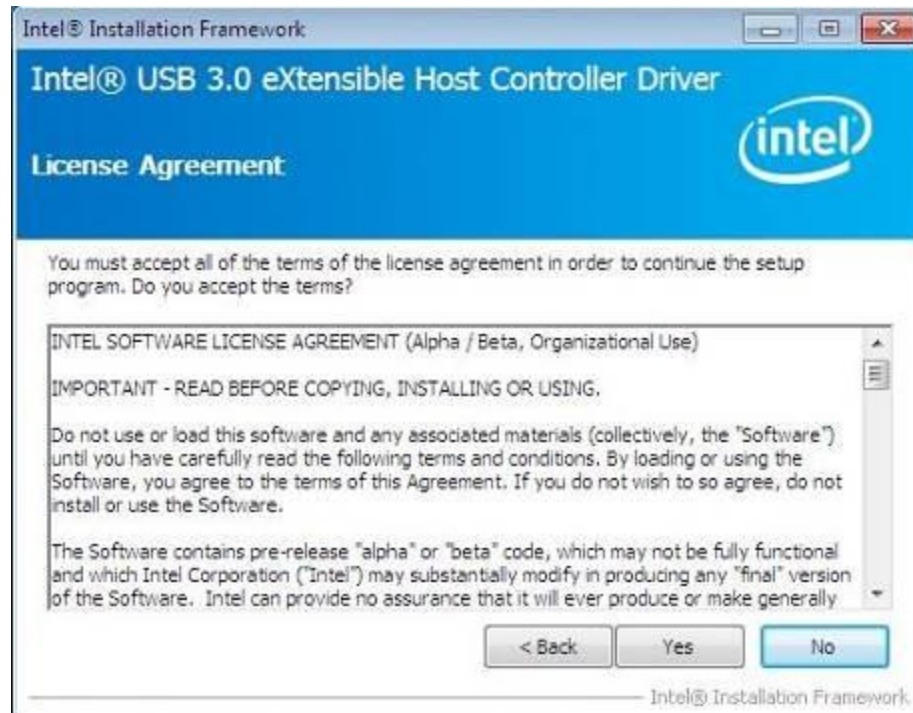 Intel® Installation Framework
Intel® USB 3.0 eXtensible Host Controller Driver
intel
License Agreement
You must accept all of the terms of the license agreement in order to continue the setup
program. Do you accept the terms?
INTEL SOFTWARE LICENSE AGREEMENT (Alpha / Beta, Organizational Use)
IMPORTANT - READ BEFORE COPYING, INSTALLING OR USING.
Do not use or load this software and any associated materials (collectively, the "Software")
until you have carefully read the following terms and conditions. By loading or using the
Software, you agree to the terms of this Agreement. If you do not wish to so agree, do not
install or use the Software.
The Software contains pre-release "alpha" or "beta" code, which may not be fully functional
and which Intel Corporation ("Intel") may substantially modify in producing any "final" version
of the Software. Intel can provide no assurance that it will ever produce or make generally
< Back
Yes
No
Intel® Installation Framework